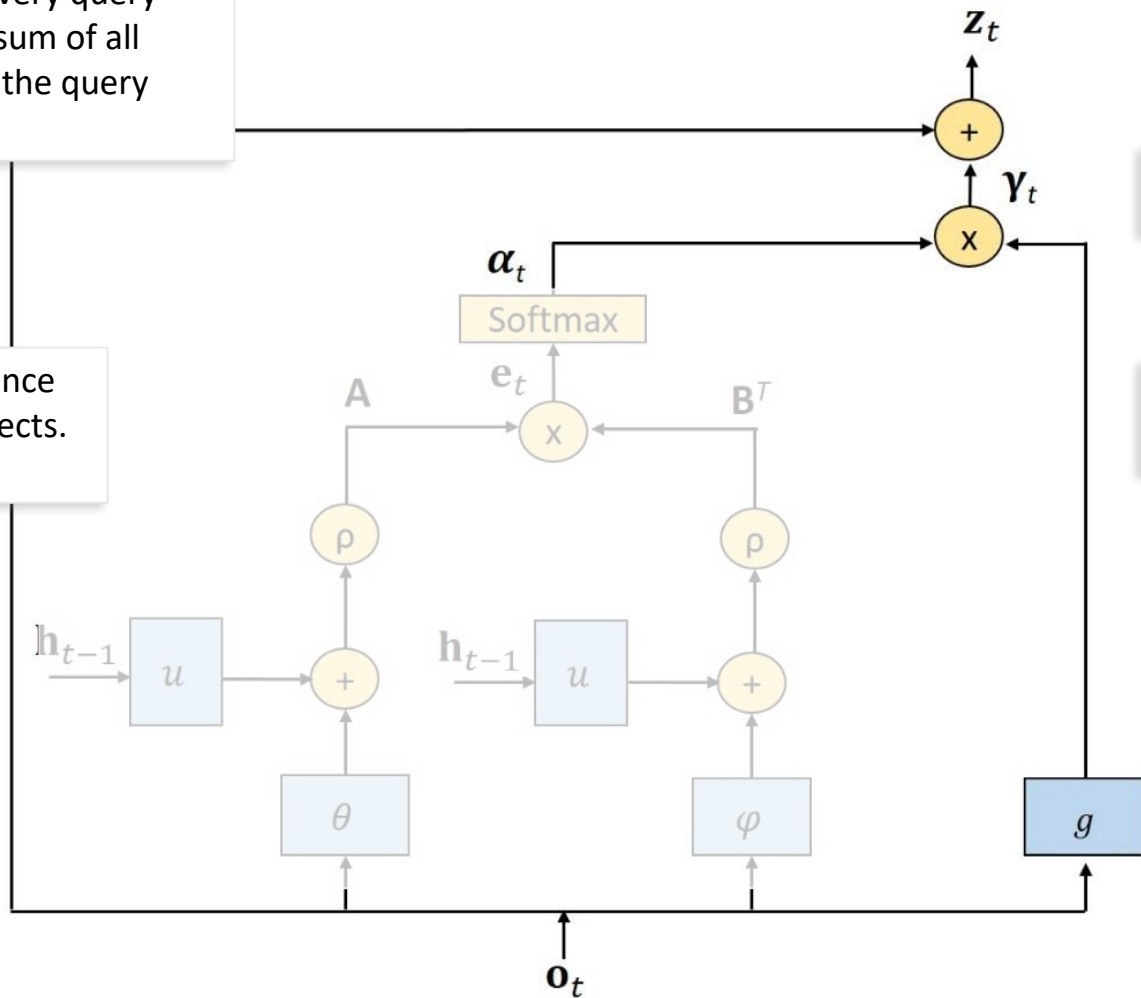 very query
sum of all
the query
z_t
+
γ_t
x
α_t
Softmax
nce
ects.
A
e_t
B^T
x
ρ
ρ
h_{t−1}
u
+
h_{t−1}
u
+
θ
φ
g
o_t